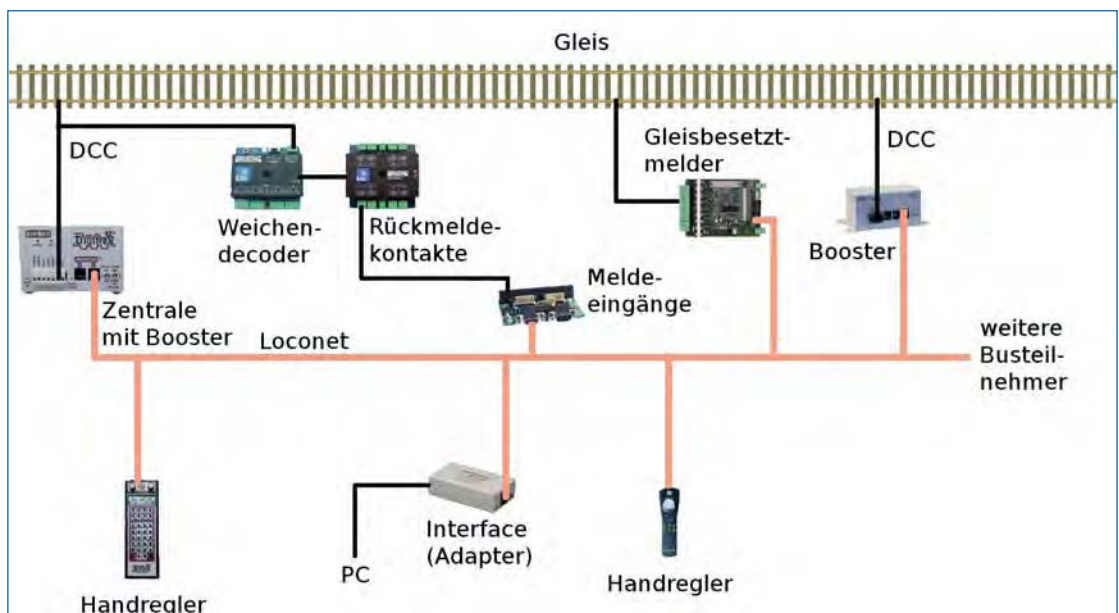 Gleis
DCC
Weichen-
decoder
Rückmelde-
kontakte
Gleisbesetzt-
melder
DCC
Booster
Melde-
eingänge
Zentrale
mit Booster
Loconet
weitere
Busteil-
nehmer
Handregler
PC
Interface
(Adapter)
Handregler